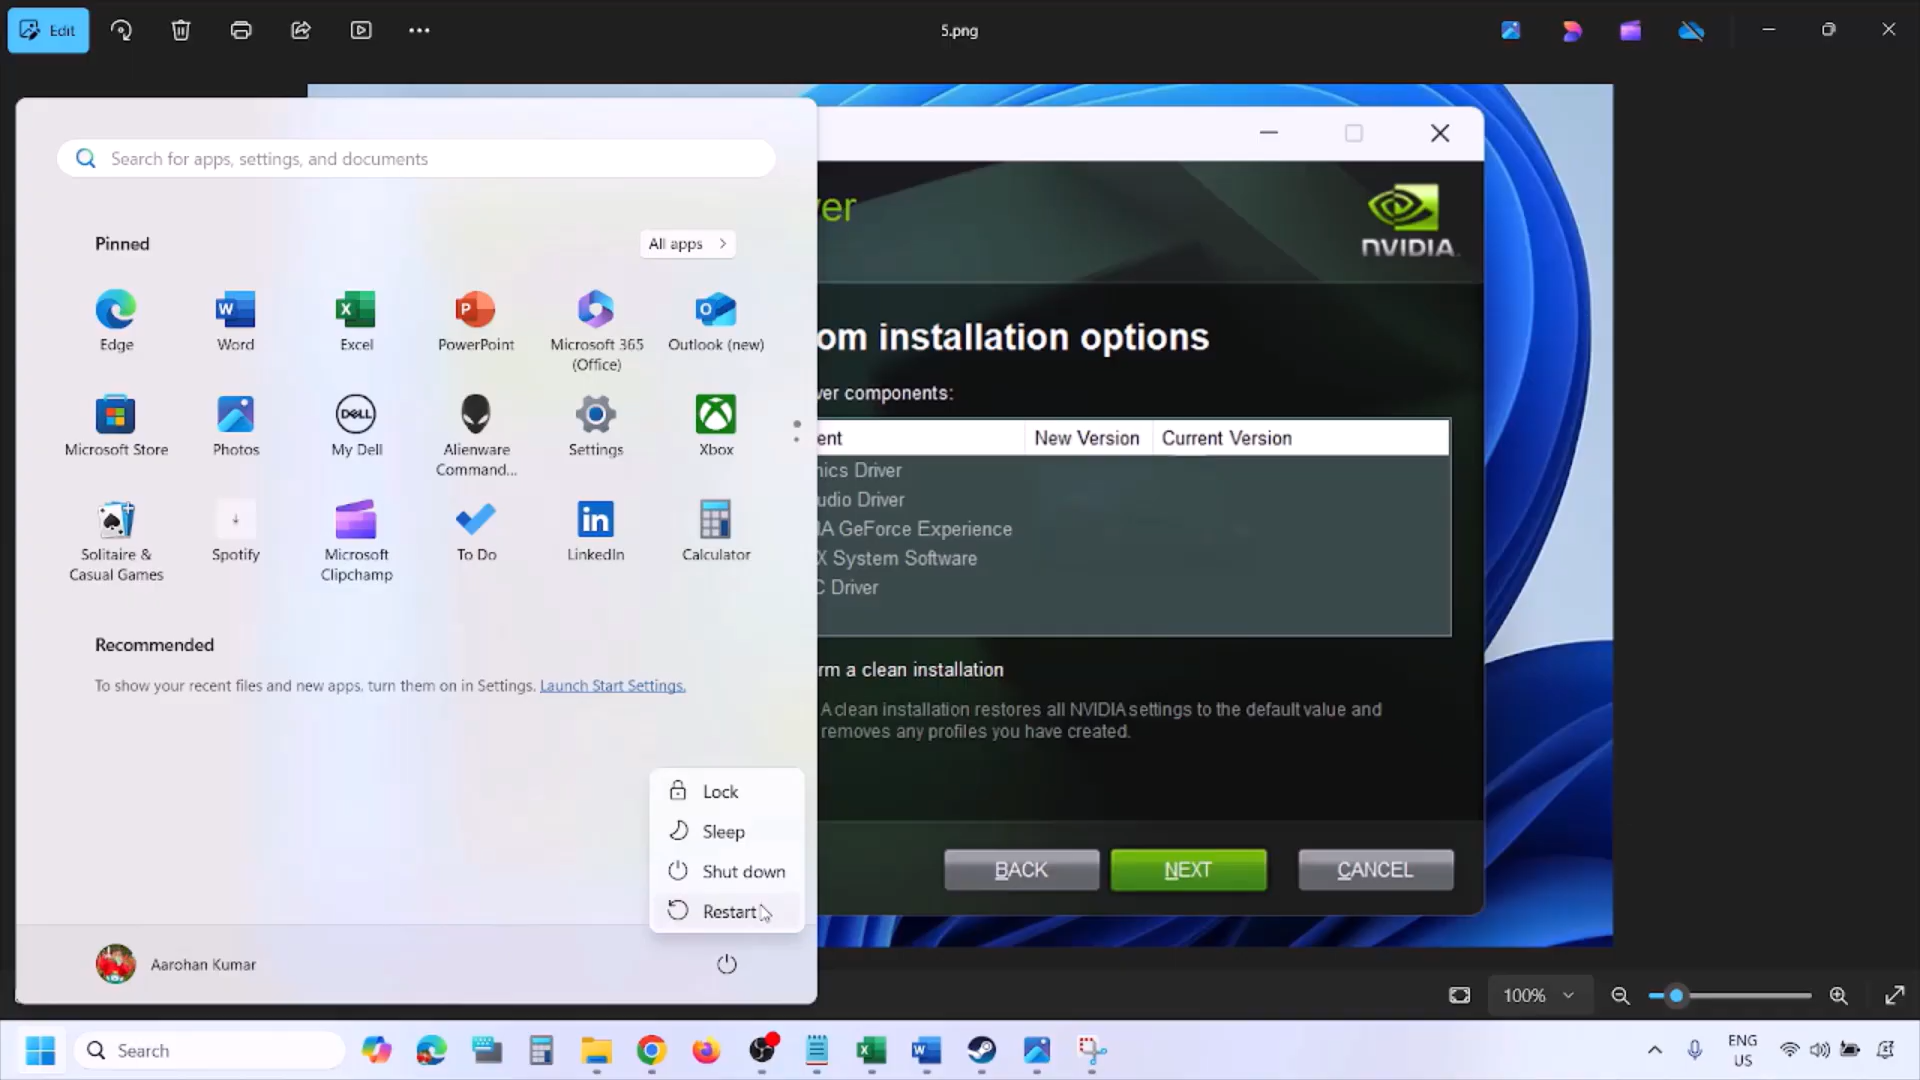 Edit
5.png
Search for apps, settings, and documents
Pinned
All apps
Edge
Word
Excel
PowerPoint
Microsoft 365
(Office)
Outlook (new)
Microsoft Store
Photos
DELL
My Dell
Alienware
Command...
Settings
Xbox
Solitaire &
Casual Games
Spotify
Microsoft
Clipchamp
To Do
LinkedIn
Calculator
Recommended
To show your recent files and new apps, turn them on in Settings. Launch Start Settings.
Lock
Sleep
Shut down
Restart
Aarohan Kumar
ver
NVIDIA
om installation options
ver components:
ent New Version Current Version
nics Driver
udio Driver
IA GeForce Experience
X System Software
C Driver
rm a clean installation
A clean installation restores all NVIDIA settings to the default value and
removes any profiles you have created.
BACK NEXT CANCEL
100%
Search
ENG
US